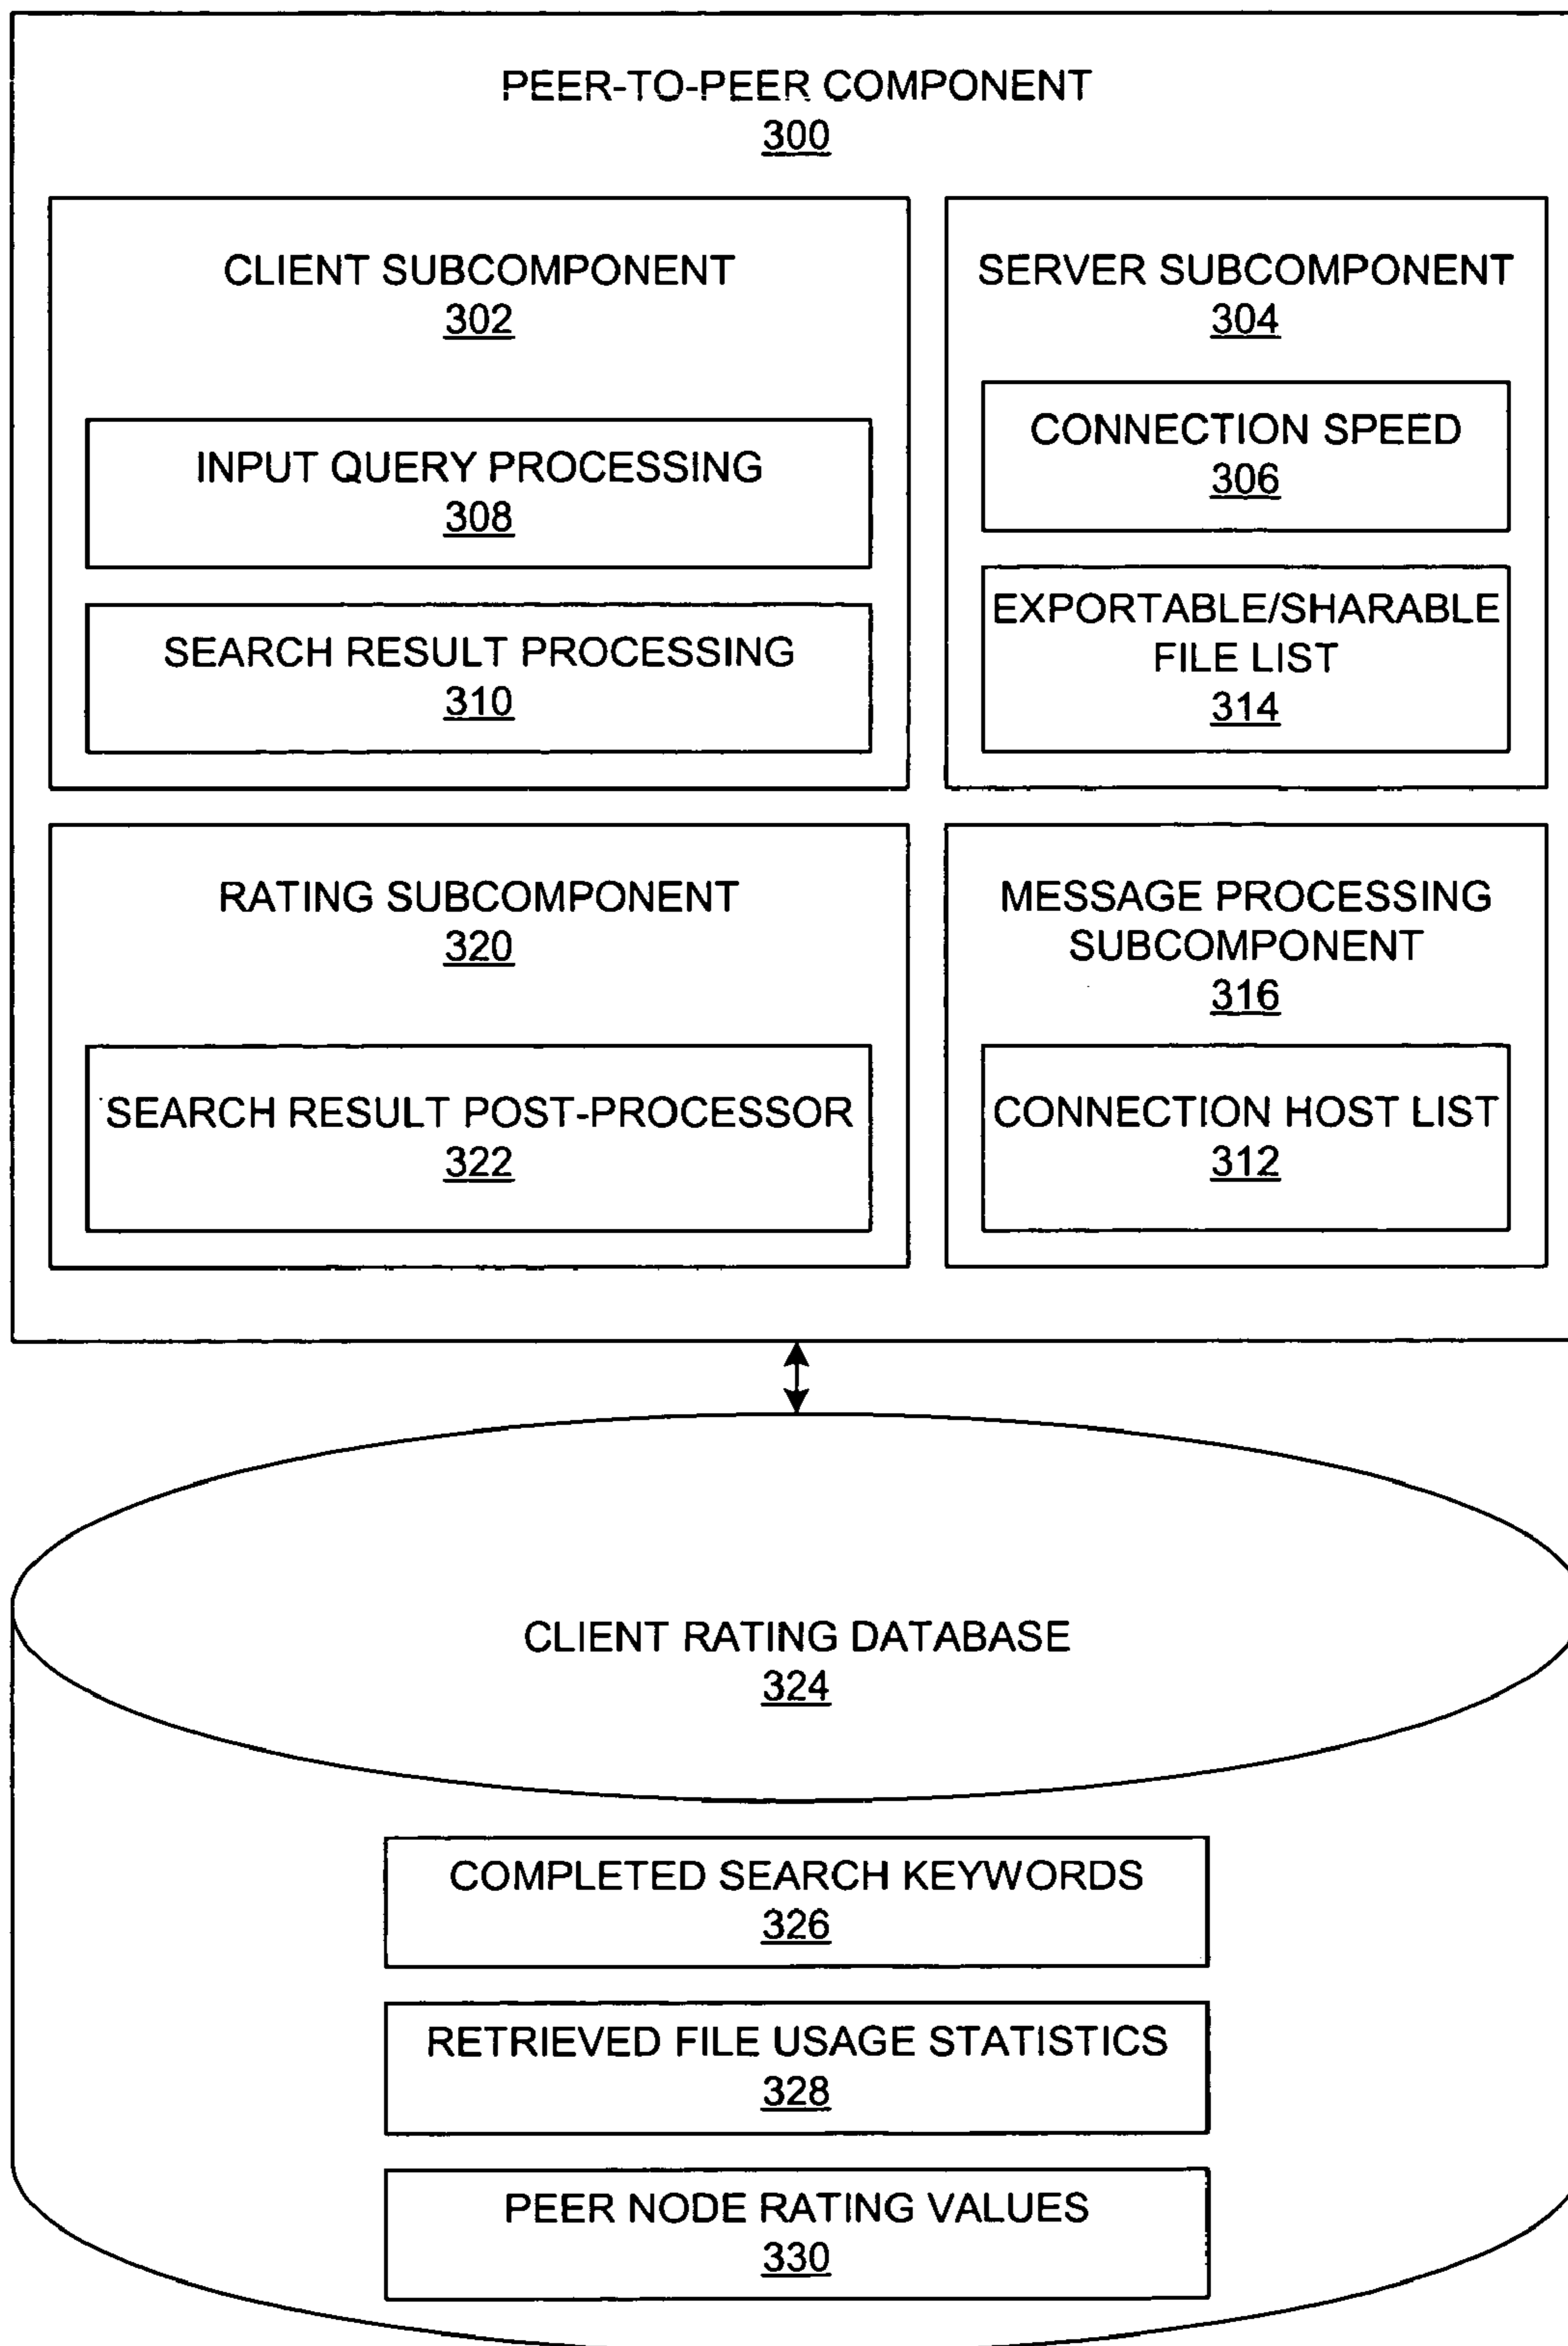 PEER-TO-PEER COMPONENT
300
CLIENT SUBCOMPONENT
302
INPUT QUERY PROCESSING
308
SEARCH RESULT PROCESSING
310
SERVER SUBCOMPONENT
304
CONNECTION SPEED
306
EXPORTABLE/SHARABLE
FILE LIST
314
RATING SUBCOMPONENT
320
SEARCH RESULT POST-PROCESSOR
322
MESSAGE PROCESSING
SUBCOMPONENT
316
CONNECTION HOST LIST
312
CLIENT RATING DATABASE
324
COMPLETED SEARCH KEYWORDS
326
RETRIEVED FILE USAGE STATISTICS
328
PEER NODE RATING VALUES
330